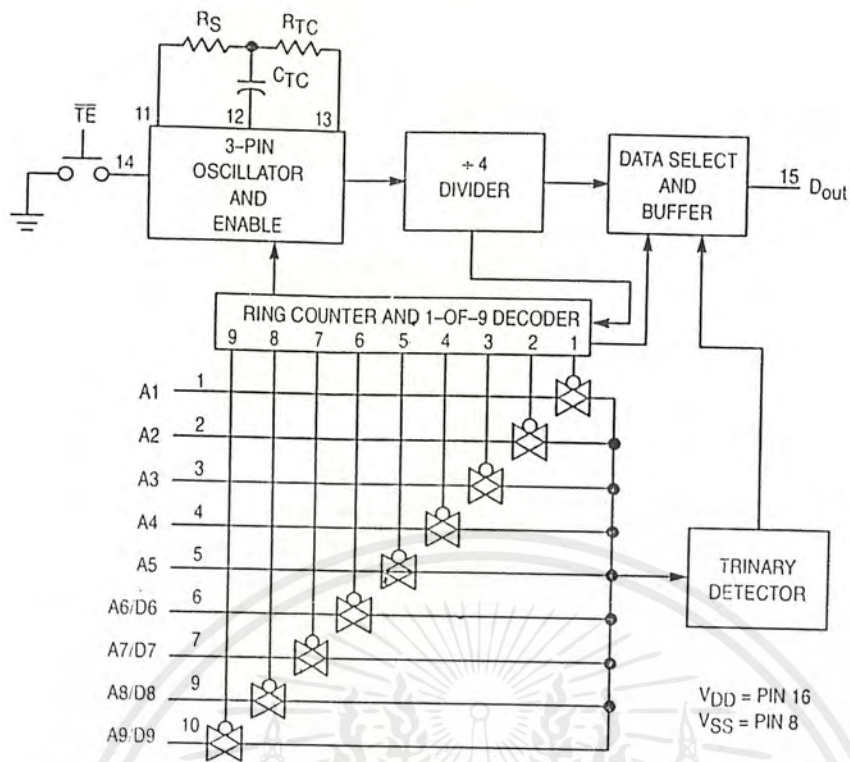 RS RTC
CTC
11 12 13
TE
14
3–PIN
OSCILLATOR
AND
ENABLE
÷ 4
DIVIDER
DATA SELECT
AND
BUFFER
15 Dout
RING COUNTER AND 1–OF–9 DECODER
9 8 7 6 5 4 3 2 1
A1 1
A2 2
A3 3
A4 4
A5 5
A6/D6 6
A7/D7 7
A8/D8 9
A9/D9 10
TRINARY
DETECTOR
VDD = PIN 16
VSS = PIN 8